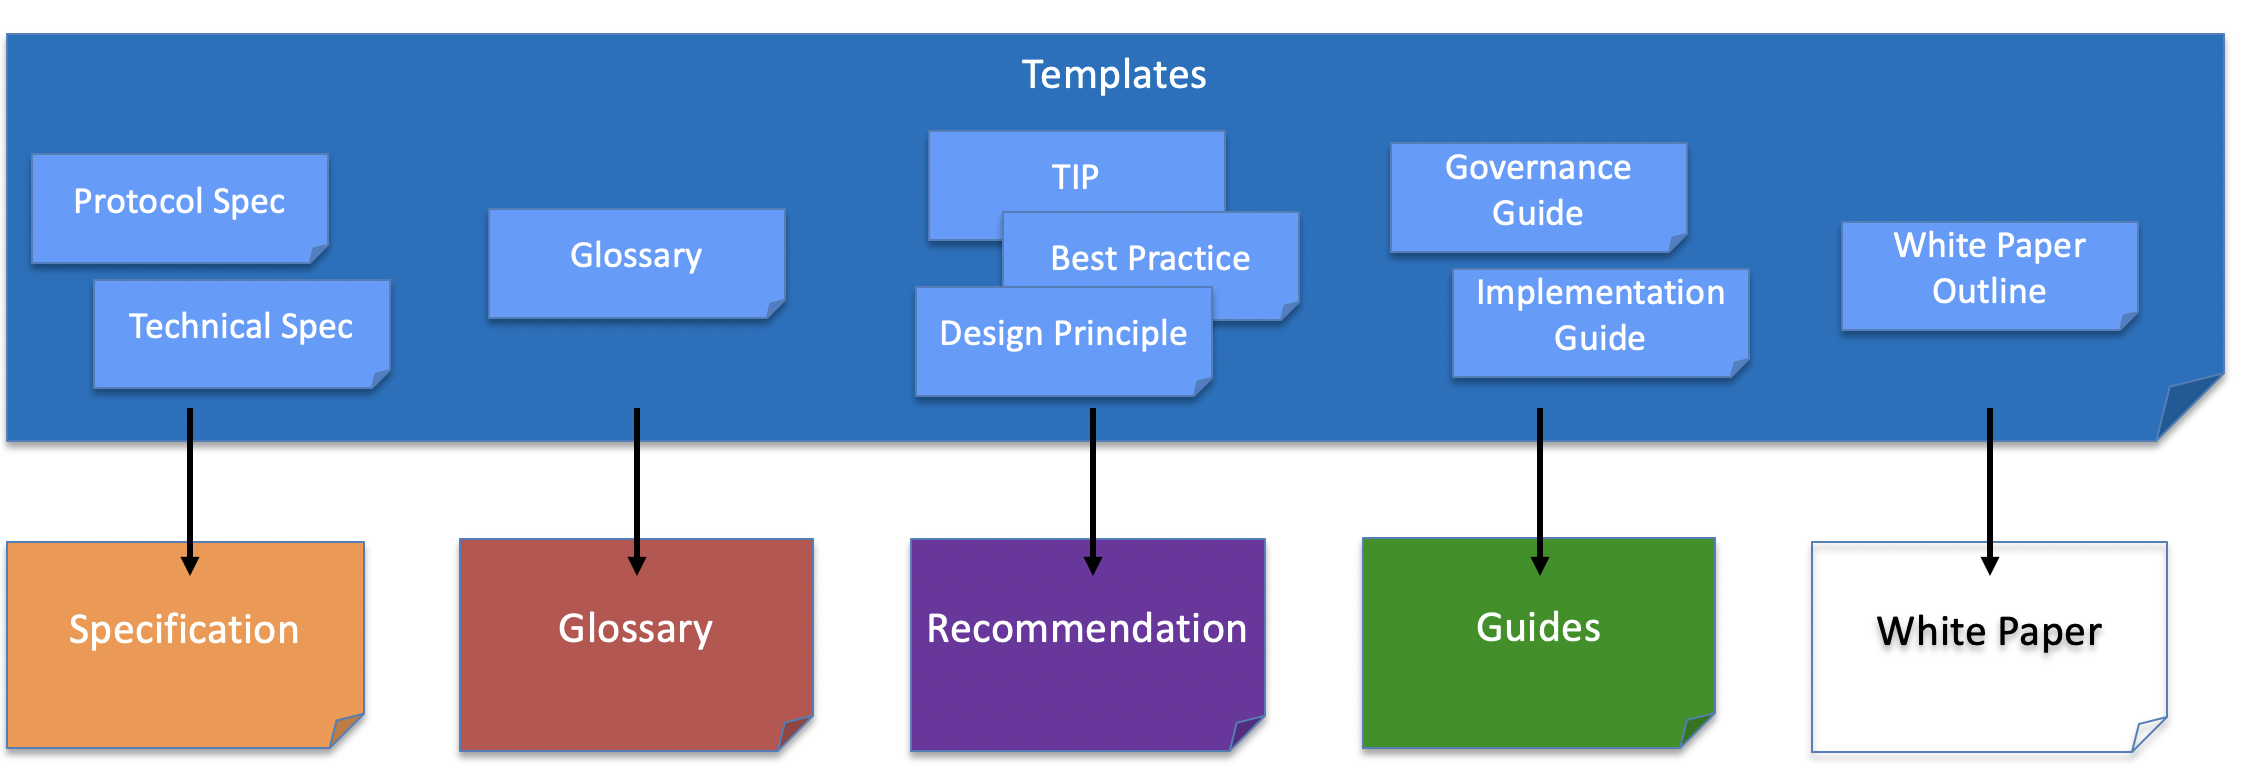 Templates
Protocol Spec
Technical Spec
Glossary
TIP
Best Practice
Design Principle
Governance
Guide
Implementation
Guide
White Paper
Outline
Specification
Glossary
Recommendation
Guides
White Paper